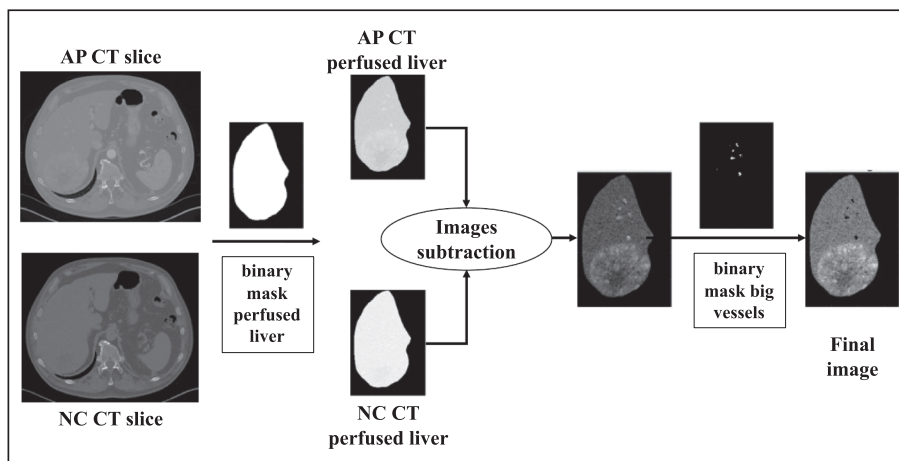 AP CT slice
NC CT slice
binary
mask
perfused
liver
AP CT
perfused liver
NC CT
perfused liver
Images
subtraction
binary
mask big
vessels
Final
image